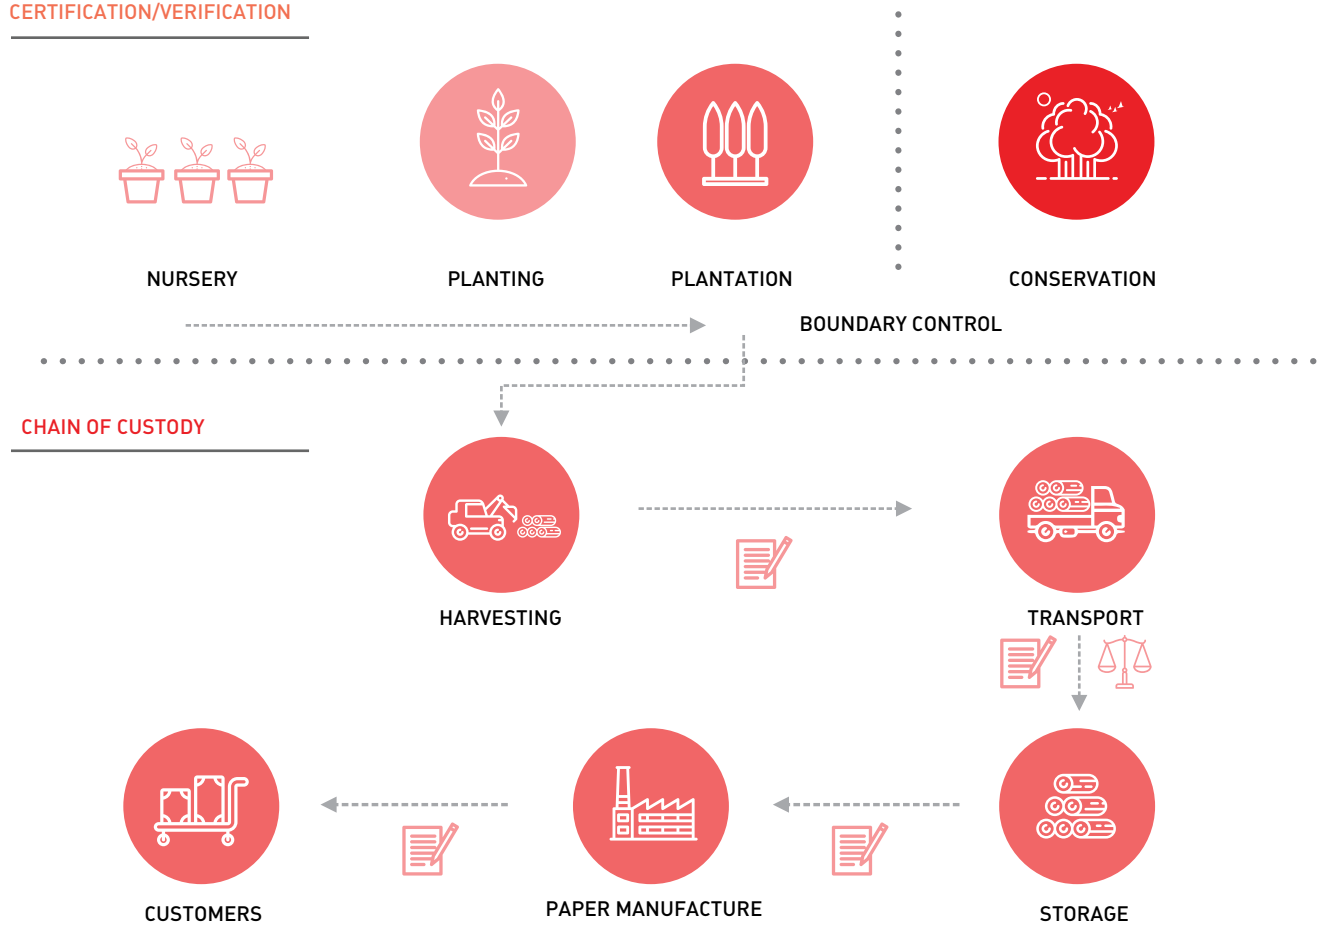 CERTIFICATION/VERIFICATION
NURSERY
PLANTING
PLANTATION
CONSERVATION
BOUNDARY CONTROL
CHAIN OF CUSTODY
HARVESTING
TRANSPORT
CUSTOMERS
PAPER MANUFACTURE
STORAGE